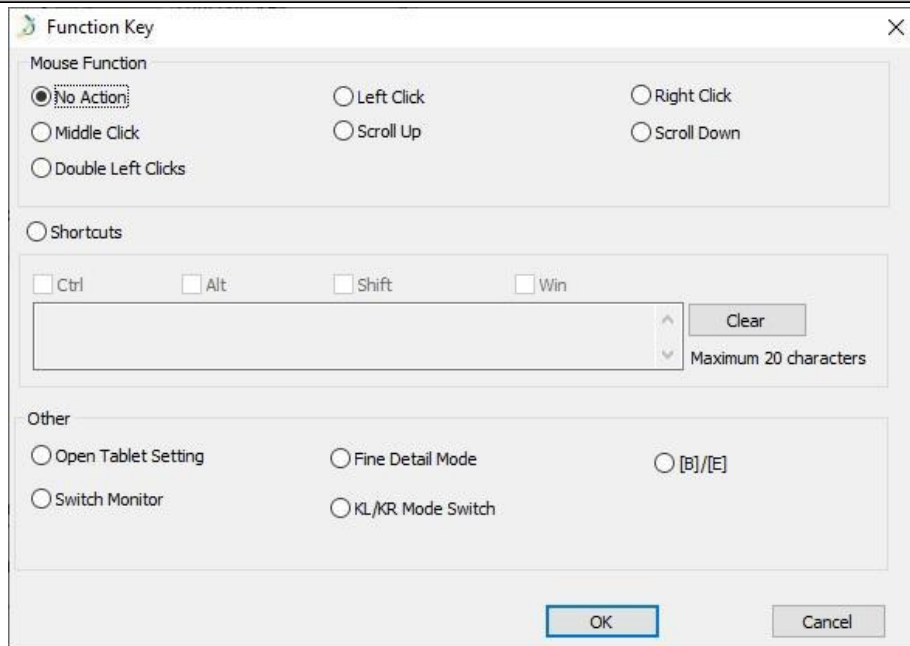 Function Key
Mouse Function
No Action
Left Click
Right Click
Middle Click
Scroll Up
Scroll Down
Double Left Clicks
Shortcuts
Ctrl
Alt
Shift
Win
Clear
Maximum 20 characters
Other
Open Tablet Setting
Fine Detail Mode
[B]/[E]
Switch Monitor
KL/KR Mode Switch
OK
Cancel